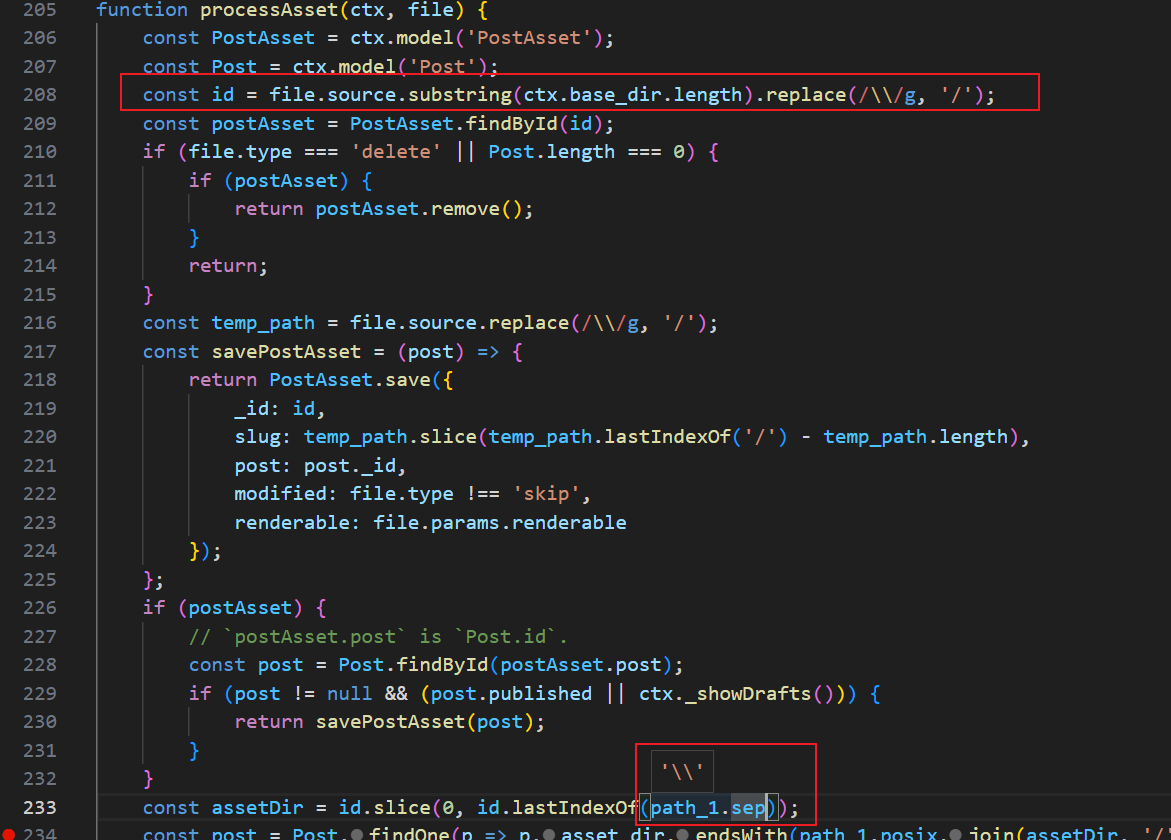 205 function processAsset(ctx, file) {
206 const PostAsset = ctx.model('PostAsset');
207 const Post = ctx.model('Post');
208 const id = file.source.substring(ctx.base_dir.length).replace(/\\/g, '/');
209 const postAsset = PostAsset.findById(id);
210 if (file.type === 'delete' || Post.length === 0) {
211 if (postAsset) {
212 return postAsset.remove();
213 }
214 return;
215 }
216 const temp_path = file.source.replace(/\\/g, '/');
217 const savePostAsset = (post) => {
218 return PostAsset.save({
219 _id: id,
220 slug: temp_path.slice(temp_path.lastIndexOf('/') - temp_path.length),
221 post: post._id,
222 modified: file.type !== 'skip',
223 renderable: file.params.renderable
224 });
225 };
226 if (postAsset) {
227 // `postAsset.post` is `Post.id`.
228 const post = Post.findById(postAsset.post);
229 if (post != null && (post.published || ctx._showDrafts())) {
230 return savePostAsset(post);
231 }
232 }
'\\'
233 const assetDir = id.slice(0, id.lastIndexOf(path_1.sep));
234 const post = Post.findOne(p => p.asset_dir.endsWith(path_1.posix.join(assetDir, '/